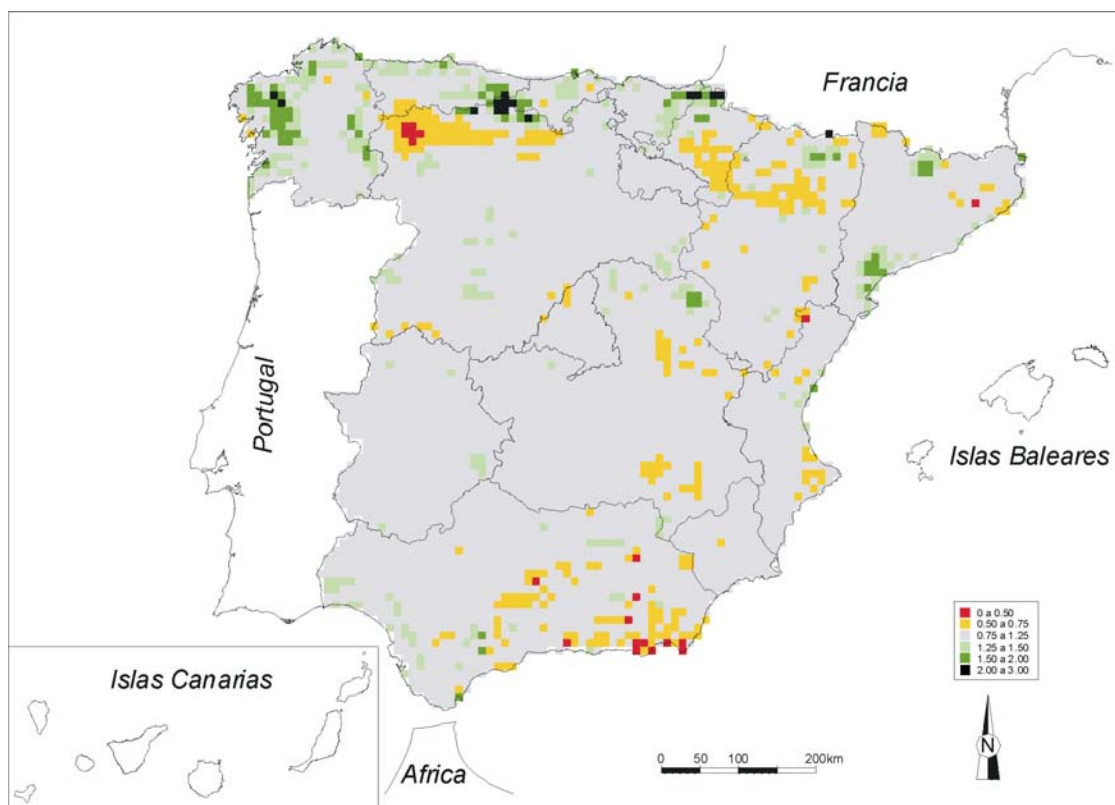 Francia
Portugal
Islas Baleares
0 a 0.50
0.50 a 0.75
0.75 a 1.25
1.25 a 1.50
1.50 a 2.00
2.00 a 3.00
Islas Canarias
Africa
N
0 50 100 200km